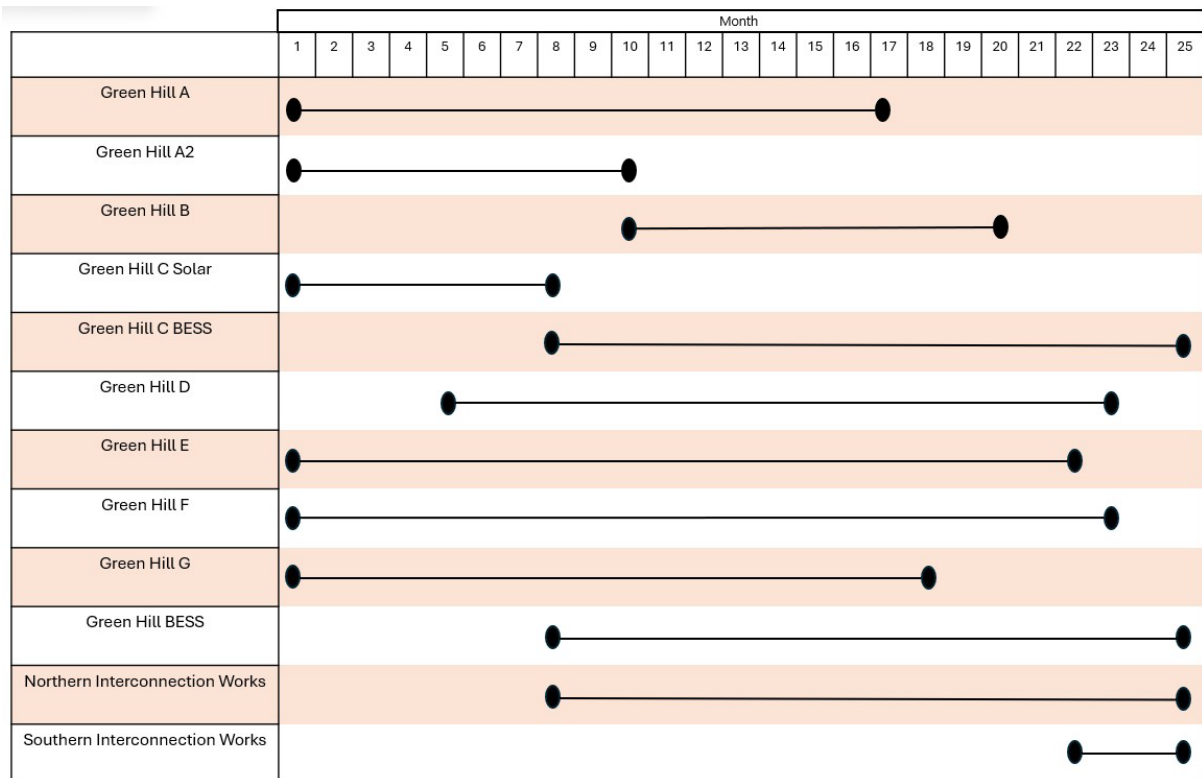 Month
1 2 3 4 5 6 7 8 9 10 11 12 13 14 15 16 17 18 19 20 21 22 23 24 25
Green Hill A
Green Hill A2
Green Hill B
Green Hill C Solar
Green Hill C BESS
Green Hill D
Green Hill E
Green Hill F
Green Hill G
Green Hill BESS
Northern Interconnection Works
Southern Interconnection Works